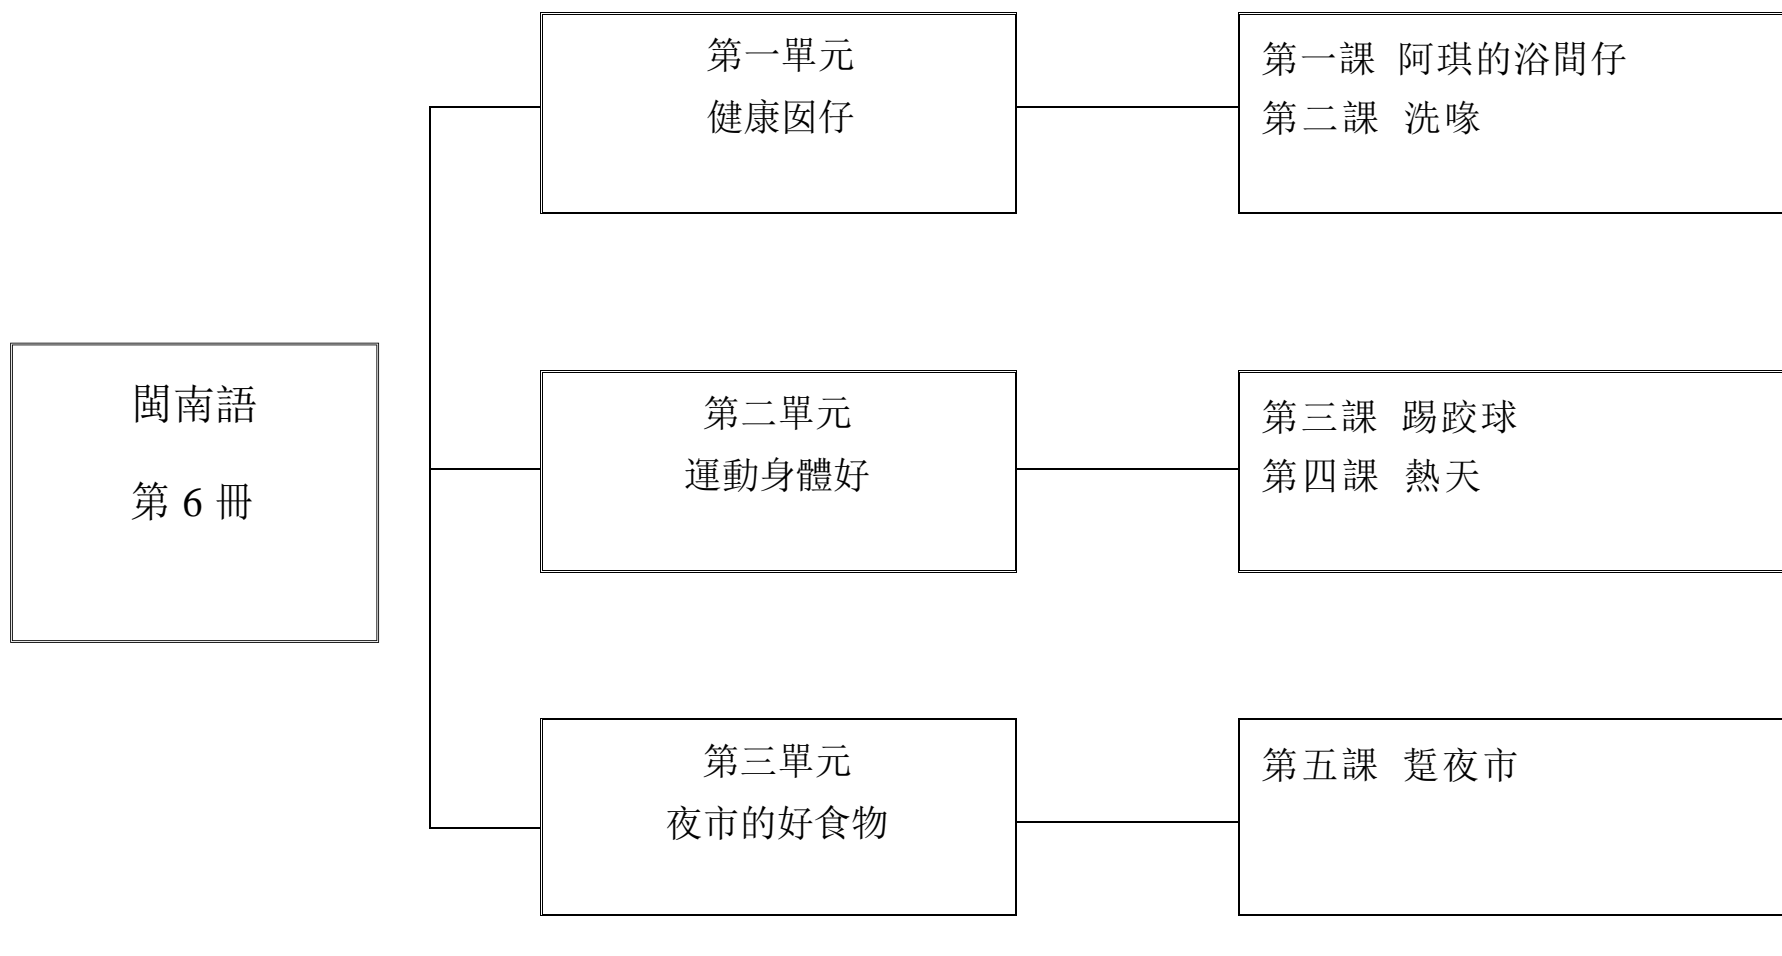 閩南語
第 6 冊
第一單元
健康囡仔
第一課 阿琪的浴間仔
第二課 洗喙
第二單元
運動身體好
第三課 踢跤球
第四課 熱天
第三單元
夜市的好食物
第五課 踅夜市